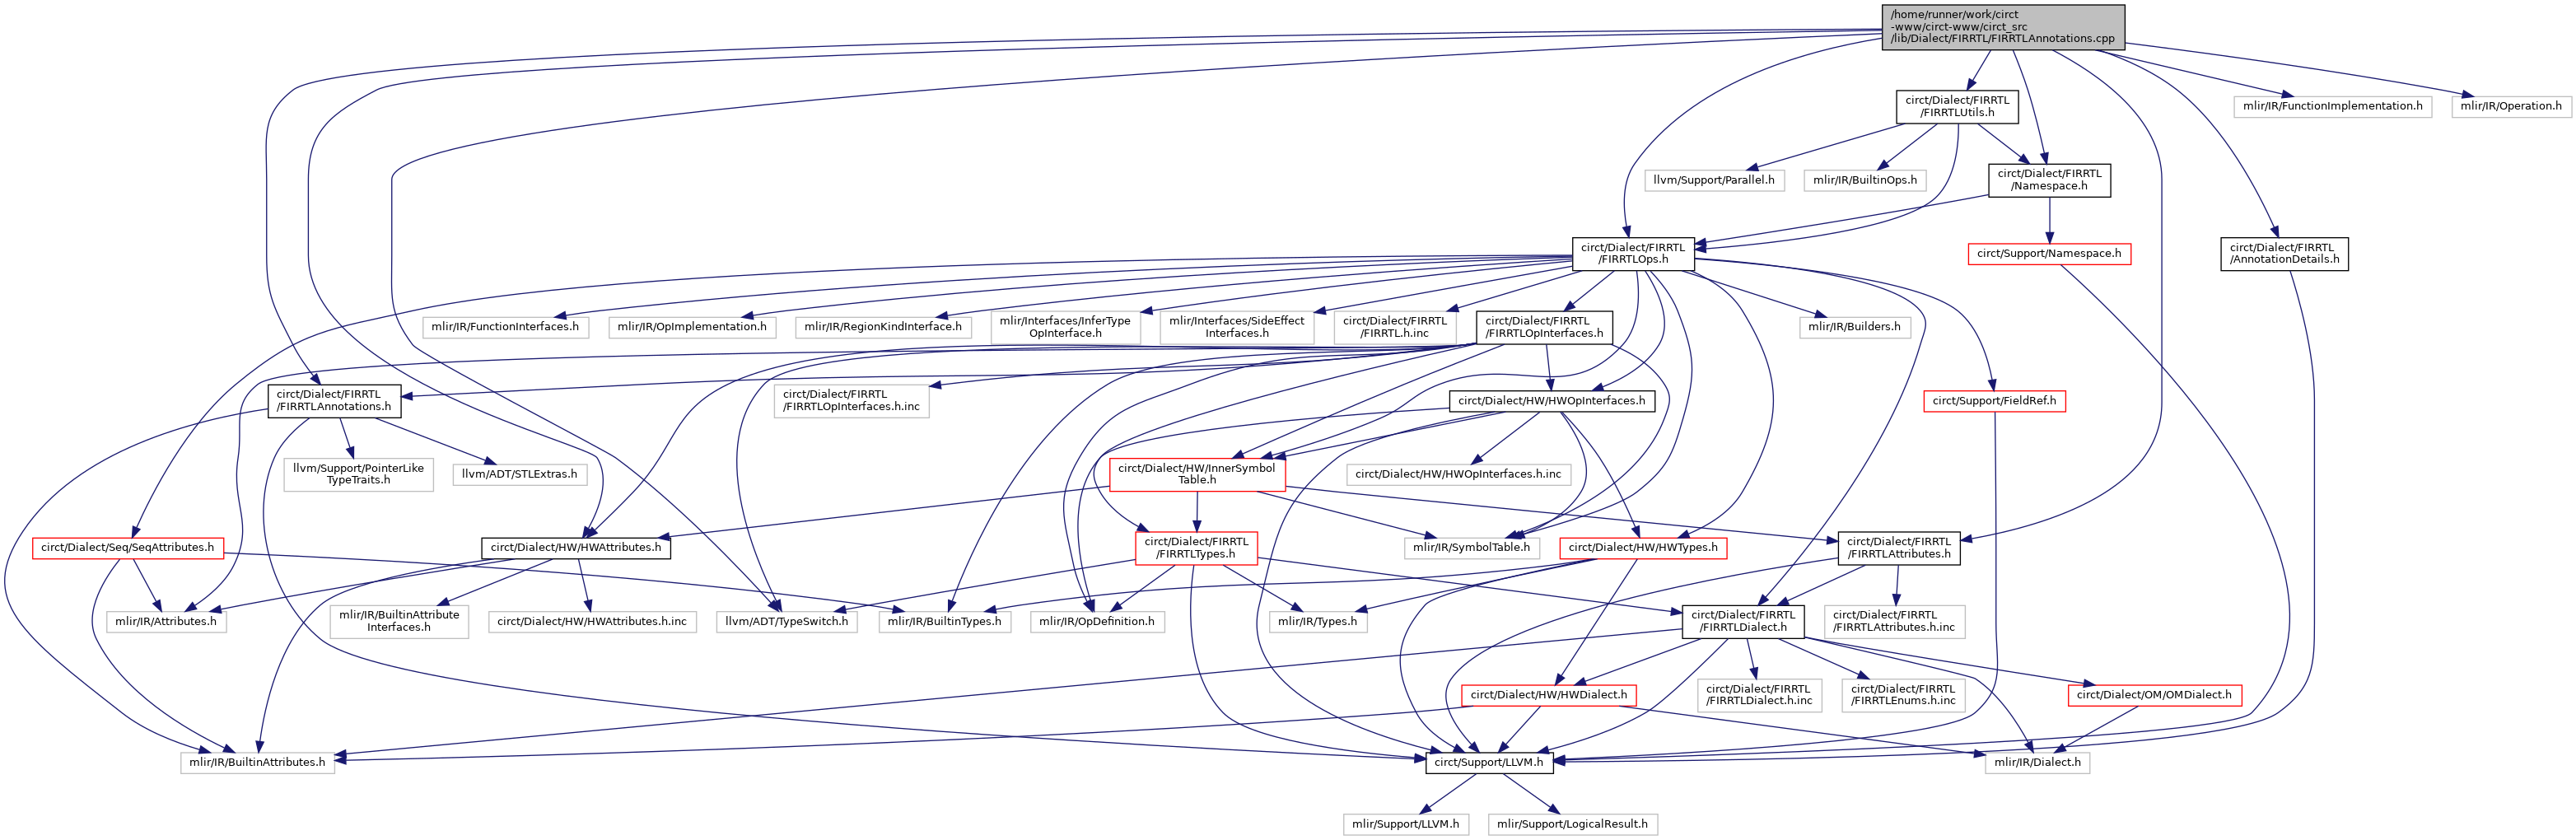 /home/runner/work/circt
-www/circt-www/circt_src
/lib/Dialect/FIRRTL/FIRRTLAnnotations.cpp
circt/Dialect/FIRRTL
/FIRRTLUtils.h
mlir/IR/FunctionImplementation.h
mlir/IR/Operation.h
llvm/Support/Parallel.h
mlir/IR/BuiltinOps.h
circt/Dialect/FIRRTL
/Namespace.h
circt/Dialect/FIRRTL
/FIRRTLOps.h
circt/Support/Namespace.h
circt/Dialect/FIRRTL
/AnnotationDetails.h
mlir/IR/FunctionInterfaces.h
mlir/IR/OpImplementation.h
mlir/IR/RegionKindInterface.h
mlir/Interfaces/InferType
OpInterface.h
mlir/Interfaces/SideEffect
Interfaces.h
circt/Dialect/FIRRTL
/FIRRTL.h.inc
circt/Dialect/FIRRTL
/FIRRTLOpInterfaces.h
mlir/IR/Builders.h
circt/Dialect/FIRRTL
/FIRRTLAnnotations.h
circt/Dialect/FIRRTL
/FIRRTLOpInterfaces.h.inc
circt/Dialect/HW/HWOpInterfaces.h
circt/Support/FieldRef.h
llvm/Support/PointerLike
TypeTraits.h
llvm/ADT/STLExtras.h
circt/Dialect/HW/InnerSymbol
Table.h
circt/Dialect/HW/HWOpInterfaces.h.inc
circt/Dialect/Seq/SeqAttributes.h
circt/Dialect/HW/HWAttributes.h
circt/Dialect/FIRRTL
/FIRRTLTypes.h
mlir/IR/SymbolTable.h
circt/Dialect/HW/HWTypes.h
circt/Dialect/FIRRTL
/FIRRTLAttributes.h
mlir/IR/Attributes.h
mlir/IR/BuiltinAttribute
Interfaces.h
circt/Dialect/HW/HWAttributes.h.inc
llvm/ADT/TypeSwitch.h
mlir/IR/BuiltinTypes.h
mlir/IR/OpDefinition.h
mlir/IR/Types.h
circt/Dialect/FIRRTL
/FIRRTLDialect.h
circt/Dialect/FIRRTL
/FIRRTLAttributes.h.inc
circt/Dialect/HW/HWDialect.h
circt/Dialect/FIRRTL
/FIRRTLDialect.h.inc
circt/Dialect/FIRRTL
/FIRRTLEnums.h.inc
circt/Dialect/OM/OMDialect.h
mlir/IR/BuiltinAttributes.h
circt/Support/LLVM.h
mlir/IR/Dialect.h
mlir/Support/LLVM.h
mlir/Support/LogicalResult.h